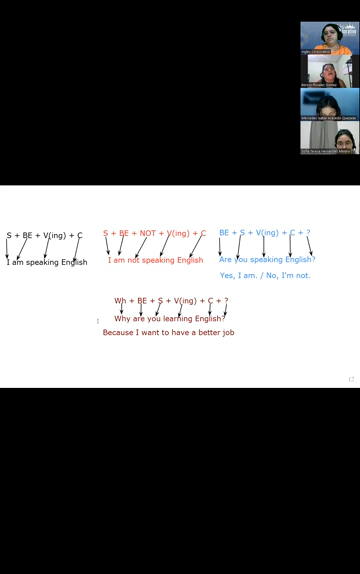 S + BE + V(ing) + C
I am speaking English
S + BE + NOT + V(ing) + C
I am not speaking English
BE + S + V(ing) + C + ?
Are you speaking English?
Yes, I am. / No, I'm not.
Wh + BE + S + V(ing) + C + ?
Why are you learning English?
Because I want to have a better job
12